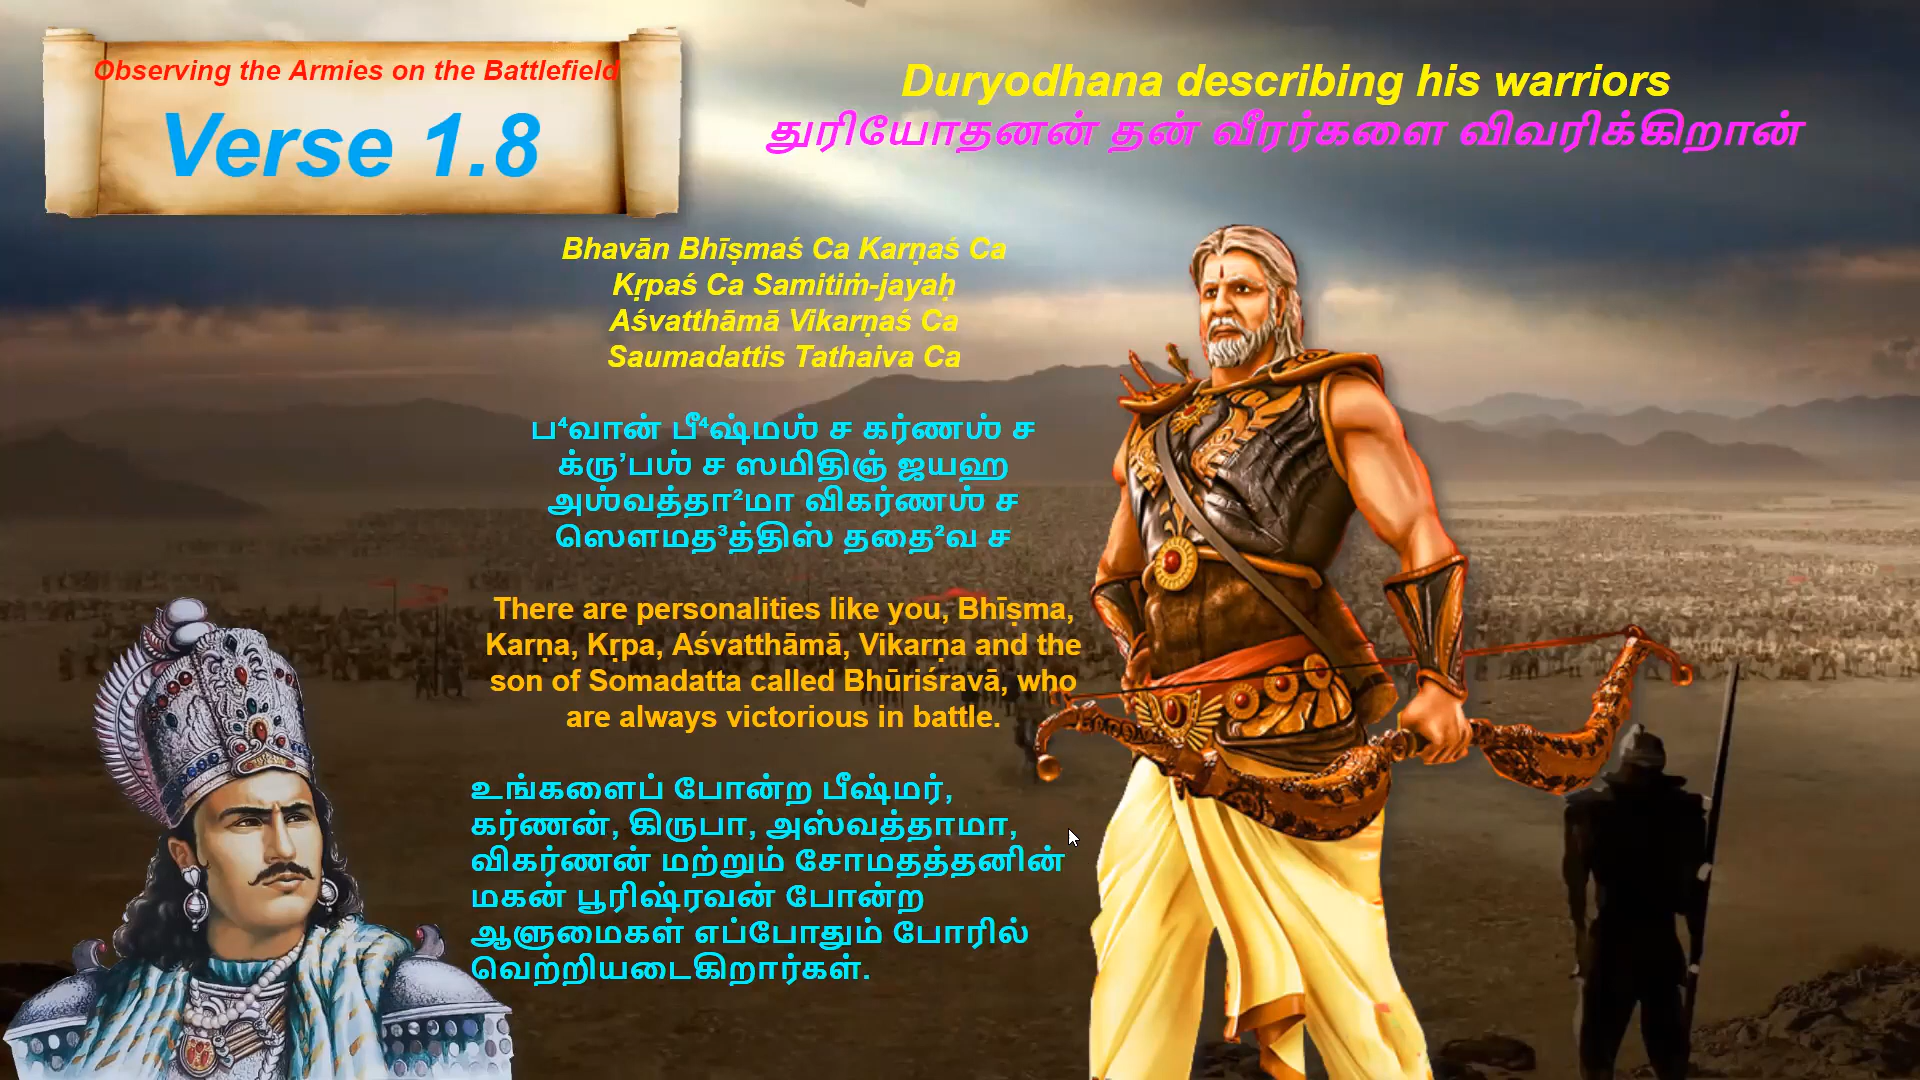 Observing the Armies on the Battlefield
Verse 1.8
Duryodhana describing his warriors
துரியோதனன் தன் வீரர்களை விவரிக்கிறான்
Bhavān Bhīṣmaś Ca Karṇaś Ca
Kṛpaś Ca Samitiṁ-jayaḥ
Aśvatthāmā Vikarṇaś Ca
Saumadattis Tathaiva Ca
ப⁴வான் பீ⁴ஷ்மஶ் ச கர்ணஶ் ச
க்ரு’பஶ் ச ஸமிதிஞ் ஜயஹ
அஶ்வத்தா²மா விகர்ணஶ் ச
ஸௌமத³த்திஸ் ததை²வ ச
There are personalities like you, Bhīṣma,
Karṇa, Kṛpa, Aśvatthāmā, Vikarṇa and the
son of Somadatta called Bhūriśravā, who
are always victorious in battle.
உங்களைப் போன்ற பீஷ்மர்,
கர்ணன், கிருபா, அஸ்வத்தாமா,
விகர்ணன் மற்றும் சோமதத்தனின்
மகன் பூரிஷ்ரவன் போன்ற
ஆளுமைகள் எப்போதும் போரில்
வெற்றியடைகிறார்கள்.